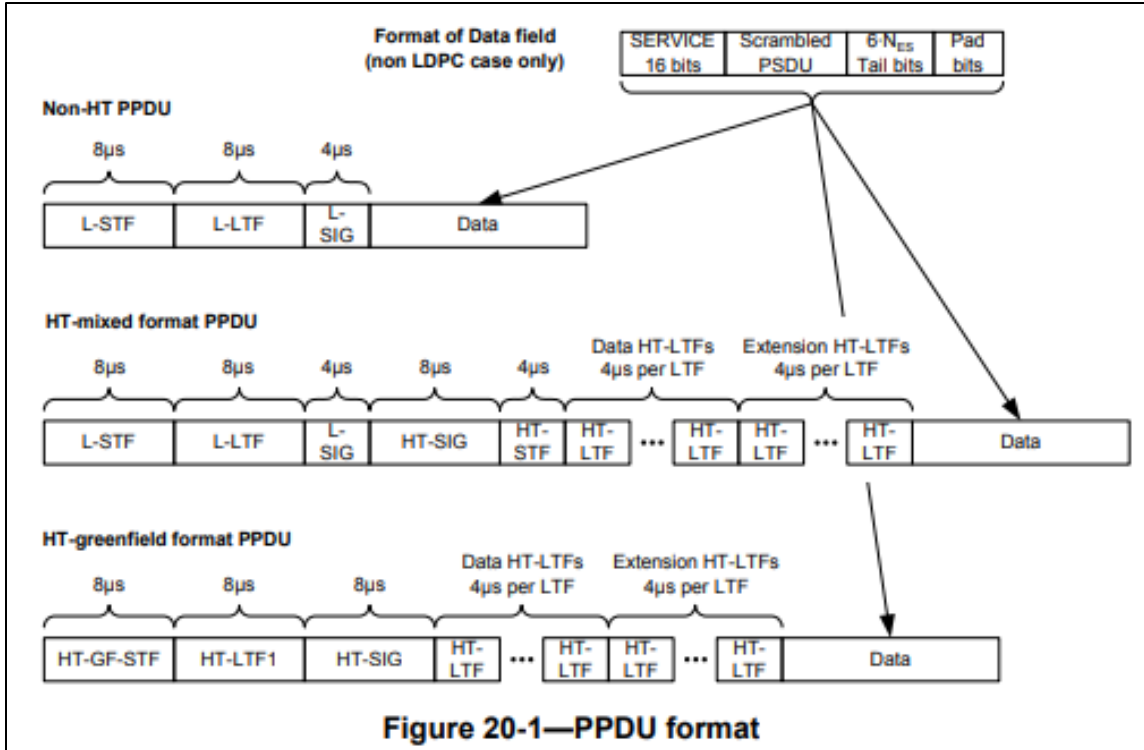 Format of Data field
(non LDPC case only)
SERVICE 16 bits
Scrambled PSDU
6·N_ES Tail bits
Pad bits
Non-HT PPDU
8µs 8µs 4µs
L-STF L-LTF L-SIG Data
HT-mixed format PPDU
Data HT-LTFs
4µs per LTF
Extension HT-LTFs
4µs per LTF
8µs 8µs 4µs 8µs 4µs
L-STF L-LTF L-SIG HT-SIG HT-STF HT-LTF ••• HT-LTF HT-LTF ••• HT-LTF Data
HT-greenfield format PPDU
Data HT-LTFs
4µs per LTF
Extension HT-LTFs
4µs per LTF
8µs 8µs 8µs
HT-GF-STF HT-LTF1 HT-SIG HT-LTF ••• HT-LTF HT-LTF ••• HT-LTF Data
Figure 20-1—PPDU format